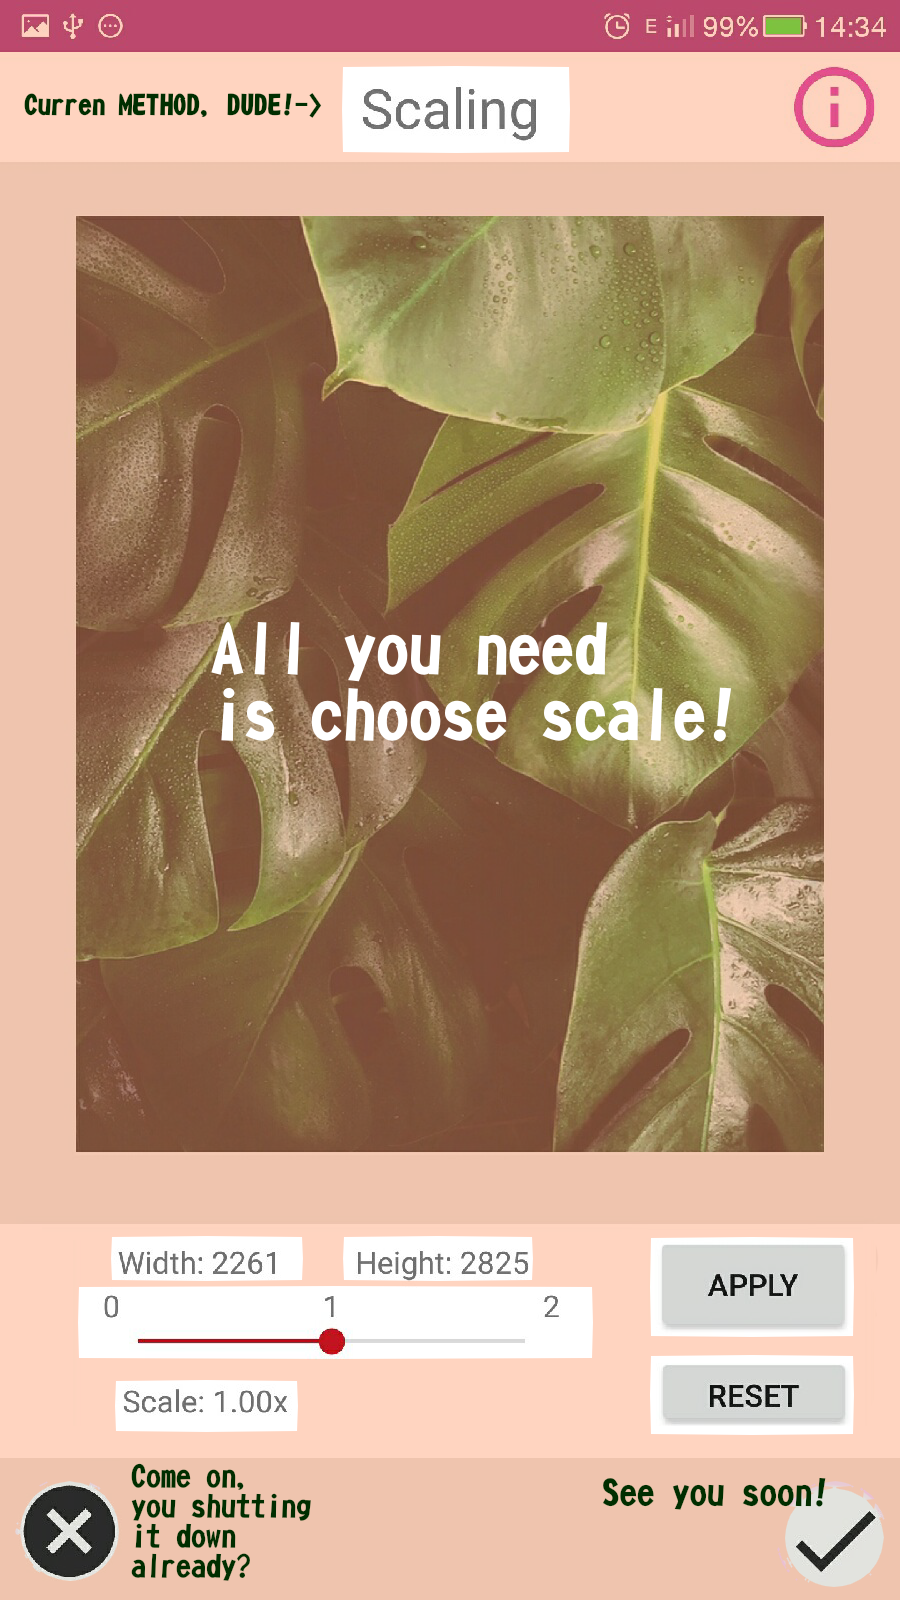 E 99% 14:34
Curren METHOD, DUDE!-> Scaling
All you need
is choose scale!
Width: 2261 Height: 2825
0 1 2
Scale: 1.00x
APPLY
RESET
Come on,
you shutting
it down
already?
See you soon!